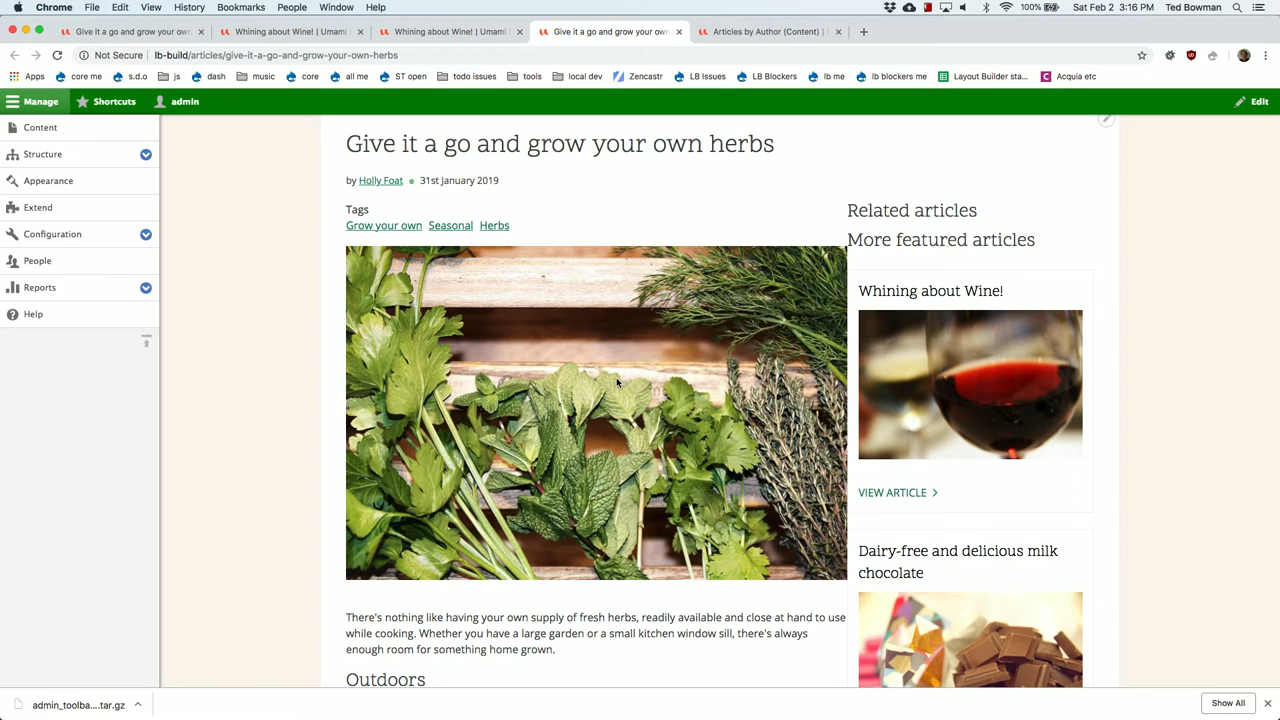 Chrome File Edit View History Bookmarks People Window Help 100% Sat Feb 2 3:16 PM Ted Bowman
Give it a go and grow your own Whining about Wine! | Umami Whining about Wine! | Umami Give it a go and grow your own Articles by Author (Content) |
Not Secure lb-build/articles/give-it-a-go-and-grow-your-own-herbs
Apps core me s.d.o js dash music core all me ST open todo issues tools local dev Zencastr LB Issues LB Blockers lb me lb blockers me Layout Builder sta... Acquia etc
Manage Shortcuts admin Edit
Content
Structure
Appearance
Extend
Configuration
People
Reports
Help
Give it a go and grow your own herbs
by Holly Foat 31st January 2019
Tags
Grow your own Seasonal Herbs
Related articles
More featured articles
Whining about Wine!
VIEW ARTICLE
Dairy-free and delicious milk
chocolate
There's nothing like having your own supply of fresh herbs, readily available and close at hand to use
while cooking. Whether you have a large garden or a small kitchen window sill, there's always
enough room for something home grown.
Outdoors
admin_toolba....tar.gz Show All